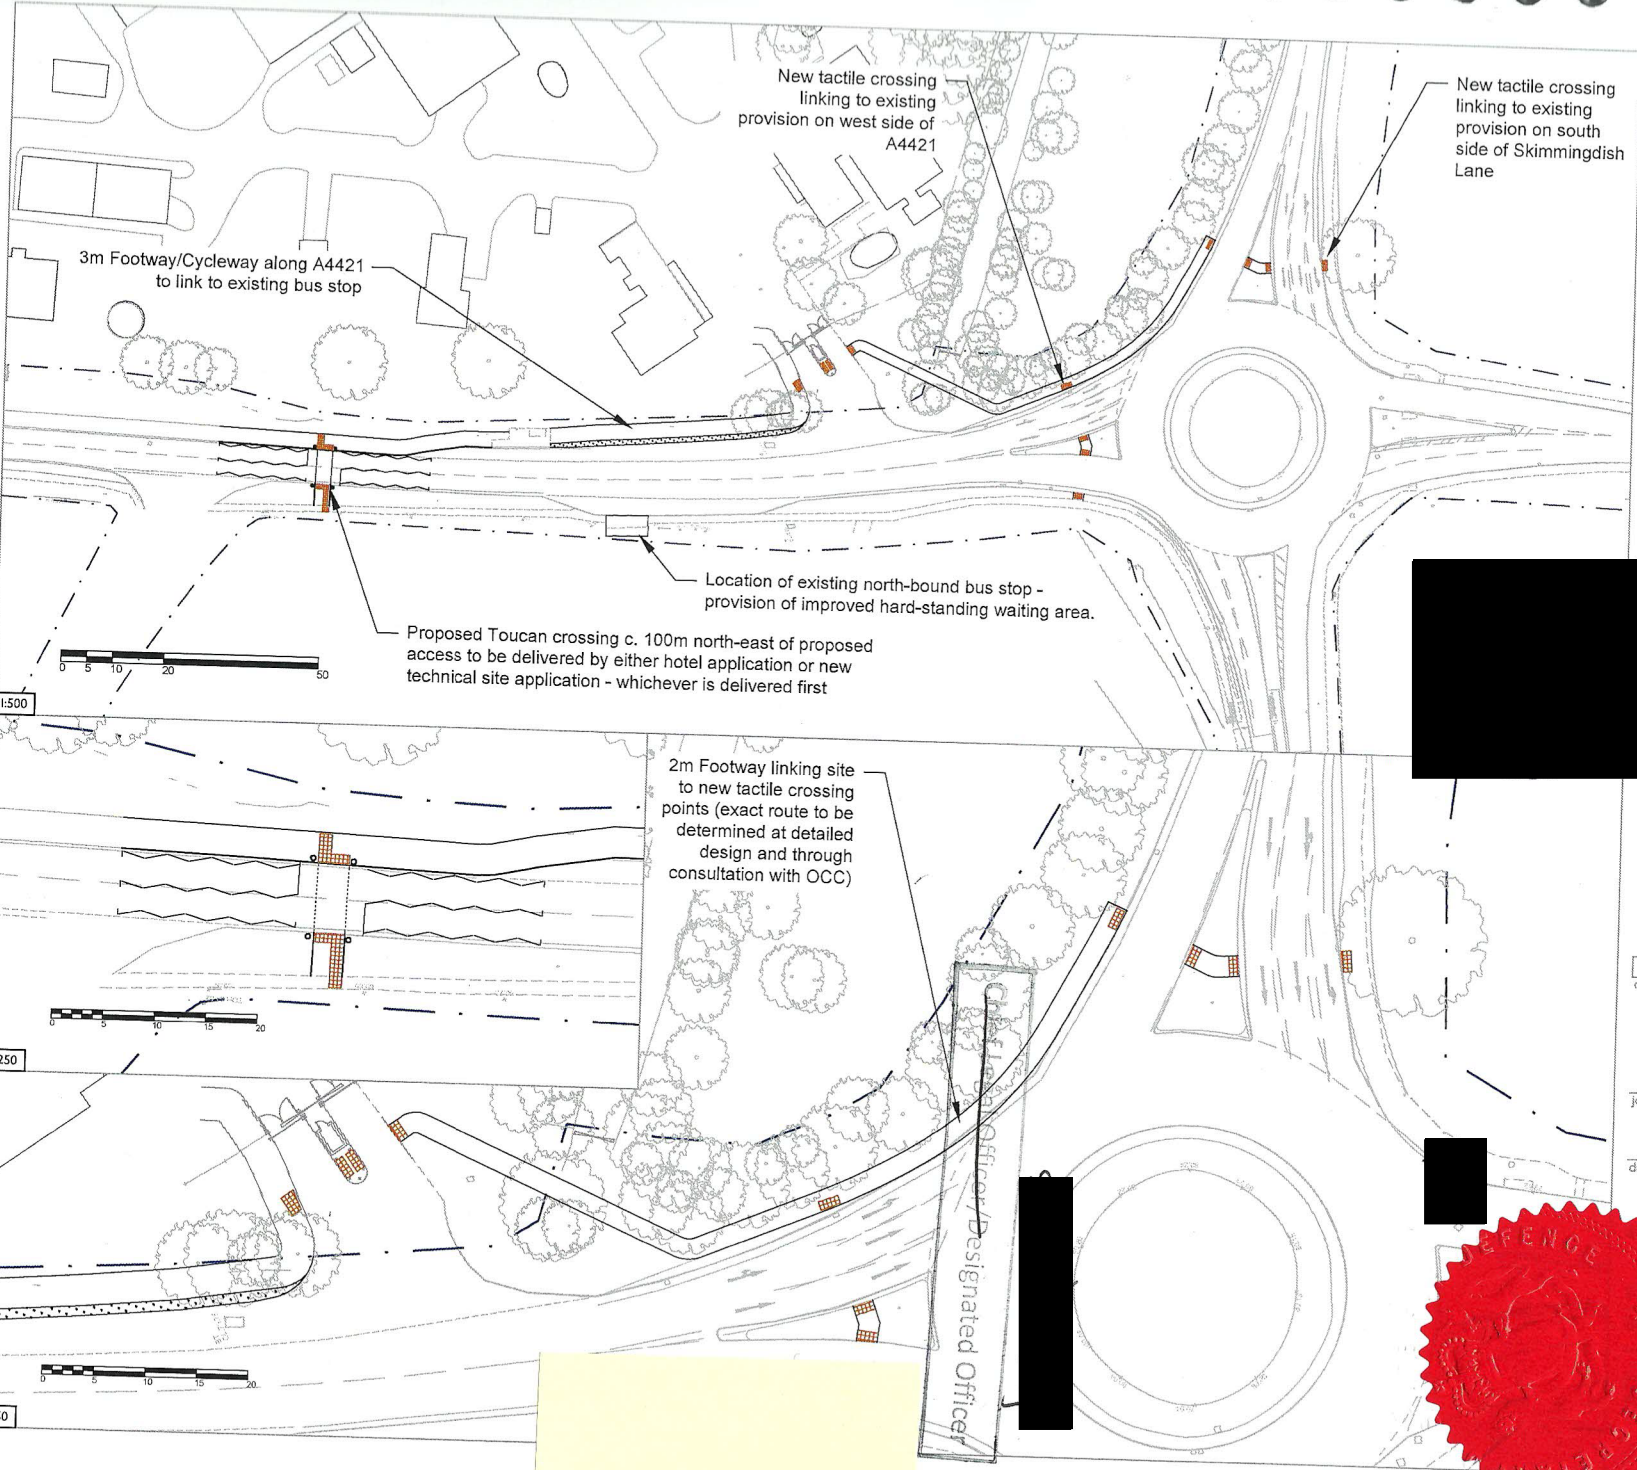 New tactile crossing
linking to existing
provision on west side of
A4421
New tactile crossing
linking to existing
provision on south
side of Skimmingdish
Lane
3m Footway/Cycleway along A4421
to link to existing bus stop
Location of existing north-bound bus stop -
provision of improved hard-standing waiting area.
Proposed Toucan crossing c. 100m north-east of proposed
access to be delivered by either hotel application or new
technical site application - whichever is delivered first
0 5 10 20 50
1:500
2m Footway linking site
to new tactile crossing
points (exact route to be
determined at detailed
design and through
consultation with OCC)
0 5 10 15 20
250
Chief Legal Officer/Designated Officer
0 5 10 15 20
0
DEFENCE